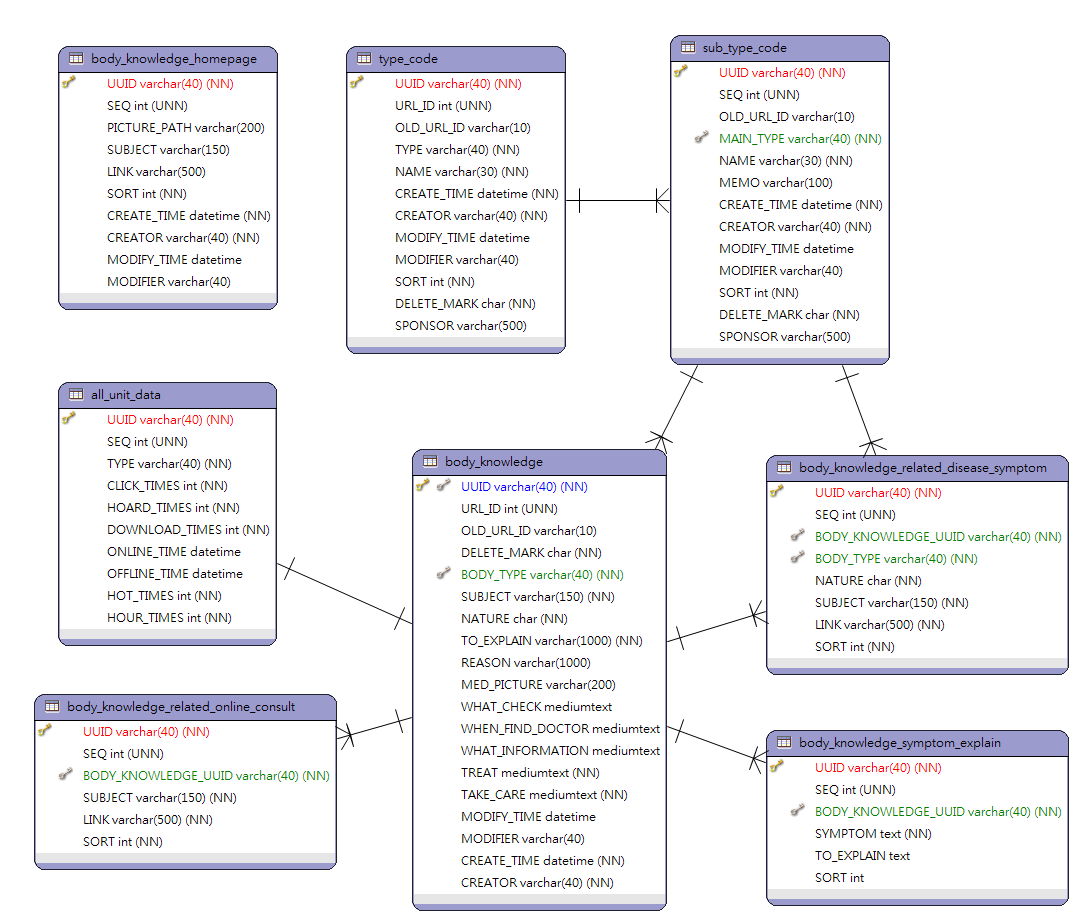 body_knowledge_homepage
UUID varchar(40) (NN)
SEQ int (UNN)
PICTURE_PATH varchar(200)
SUBJECT varchar(150)
LINK varchar(500)
SORT int (NN)
CREATE_TIME datetime (NN)
CREATOR varchar(40) (NN)
MODIFY_TIME datetime
MODIFIER varchar(40)
type_code
UUID varchar(40) (NN)
URL_ID int (UNN)
OLD_URL_ID varchar(10)
TYPE varchar(40) (NN)
NAME varchar(30) (NN)
CREATE_TIME datetime (NN)
CREATOR varchar(40) (NN)
MODIFY_TIME datetime
MODIFIER varchar(40)
SORT int (NN)
DELETE_MARK char (NN)
SPONSOR varchar(500)
sub_type_code
UUID varchar(40) (NN)
SEQ int (UNN)
OLD_URL_ID varchar(10)
MAIN_TYPE varchar(40) (NN)
NAME varchar(30) (NN)
MEMO varchar(100)
CREATE_TIME datetime (NN)
CREATOR varchar(40) (NN)
MODIFY_TIME datetime
MODIFIER varchar(40)
SORT int (NN)
DELETE_MARK char (NN)
SPONSOR varchar(500)
all_unit_data
UUID varchar(40) (NN)
SEQ int (UNN)
TYPE varchar(40) (NN)
CLICK_TIMES int (NN)
HOARD_TIMES int (NN)
DOWNLOAD_TIMES int (NN)
ONLINE_TIME datetime
OFFLINE_TIME datetime
HOT_TIMES int (NN)
HOUR_TIMES int (NN)
body_knowledge
UUID varchar(40) (NN)
URL_ID int (UNN)
OLD_URL_ID varchar(10)
DELETE_MARK char (NN)
BODY_TYPE varchar(40) (NN)
SUBJECT varchar(150) (NN)
NATURE char (NN)
TO_EXPLAIN varchar(1000) (NN)
REASON varchar(1000)
MED_PICTURE varchar(200)
WHAT_CHECK mediumtext
WHEN_FIND_DOCTOR mediumtext
WHAT_INFORMATION mediumtext
TREAT mediumtext (NN)
TAKE_CARE mediumtext (NN)
MODIFY_TIME datetime
MODIFIER varchar(40)
CREATE_TIME datetime (NN)
CREATOR varchar(40) (NN)
body_knowledge_related_disease_symptom
UUID varchar(40) (NN)
SEQ int (UNN)
BODY_KNOWLEDGE_UUID varchar(40) (NN)
BODY_TYPE varchar(40) (NN)
NATURE char (NN)
SUBJECT varchar(150) (NN)
LINK varchar(500) (NN)
SORT int (NN)
body_knowledge_related_online_consult
UUID varchar(40) (NN)
SEQ int (UNN)
BODY_KNOWLEDGE_UUID varchar(40) (NN)
SUBJECT varchar(150) (NN)
LINK varchar(500) (NN)
SORT int (NN)
body_knowledge_symptom_explain
UUID varchar(40) (NN)
SEQ int (UNN)
BODY_KNOWLEDGE_UUID varchar(40) (NN)
SYMPTOM text (NN)
TO_EXPLAIN text
SORT int